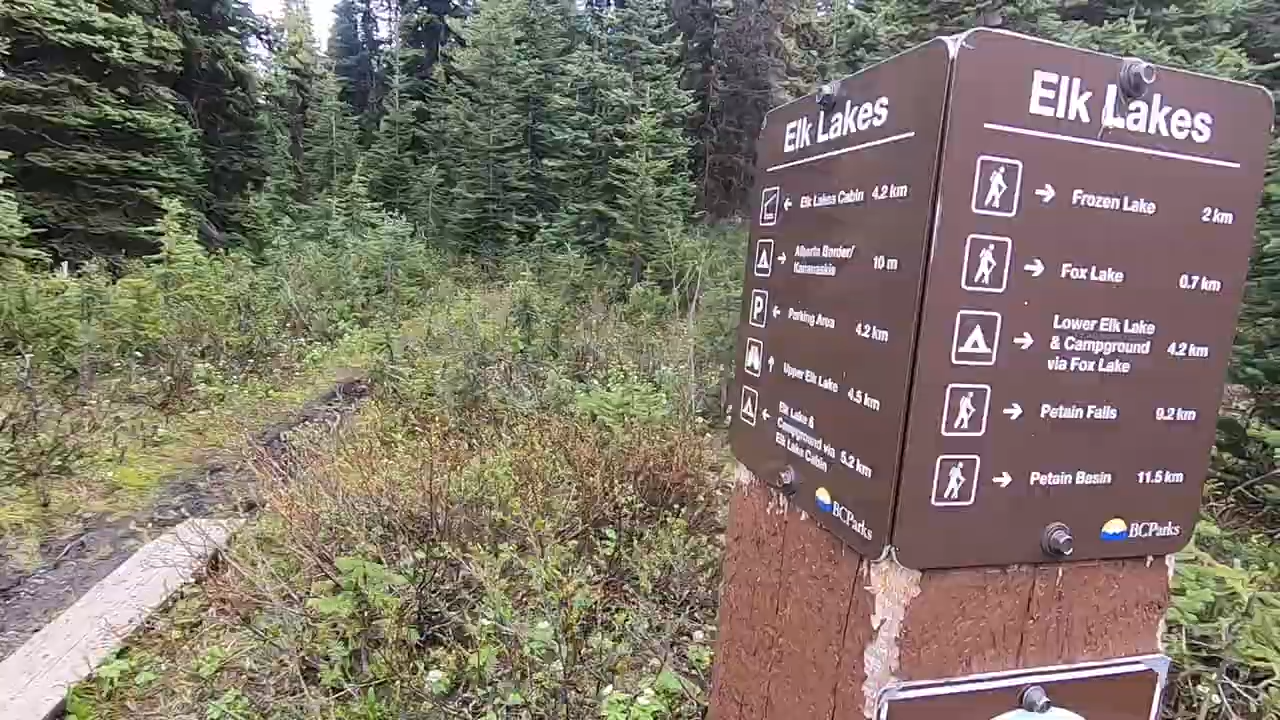 Elk Lakes
← Elk Lakes Cabin 4.2 km
→ Alberta Border/
Kananaskis 10 m
P ← Parking Area 4.2 km
↑ Upper Elk Lake 4.5 km
← Elk Lake &
Campground via 5.2 km
Elk Lake Cabin
BCParks
Elk Lakes
→ Frozen Lake 2 km
→ Fox Lake 0.7 km
Lower Elk Lake
→ & Campground 4.2 km
via Fox Lake
→ Petain Falls 9.2 km
→ Petain Basin 11.5 km
BCParks